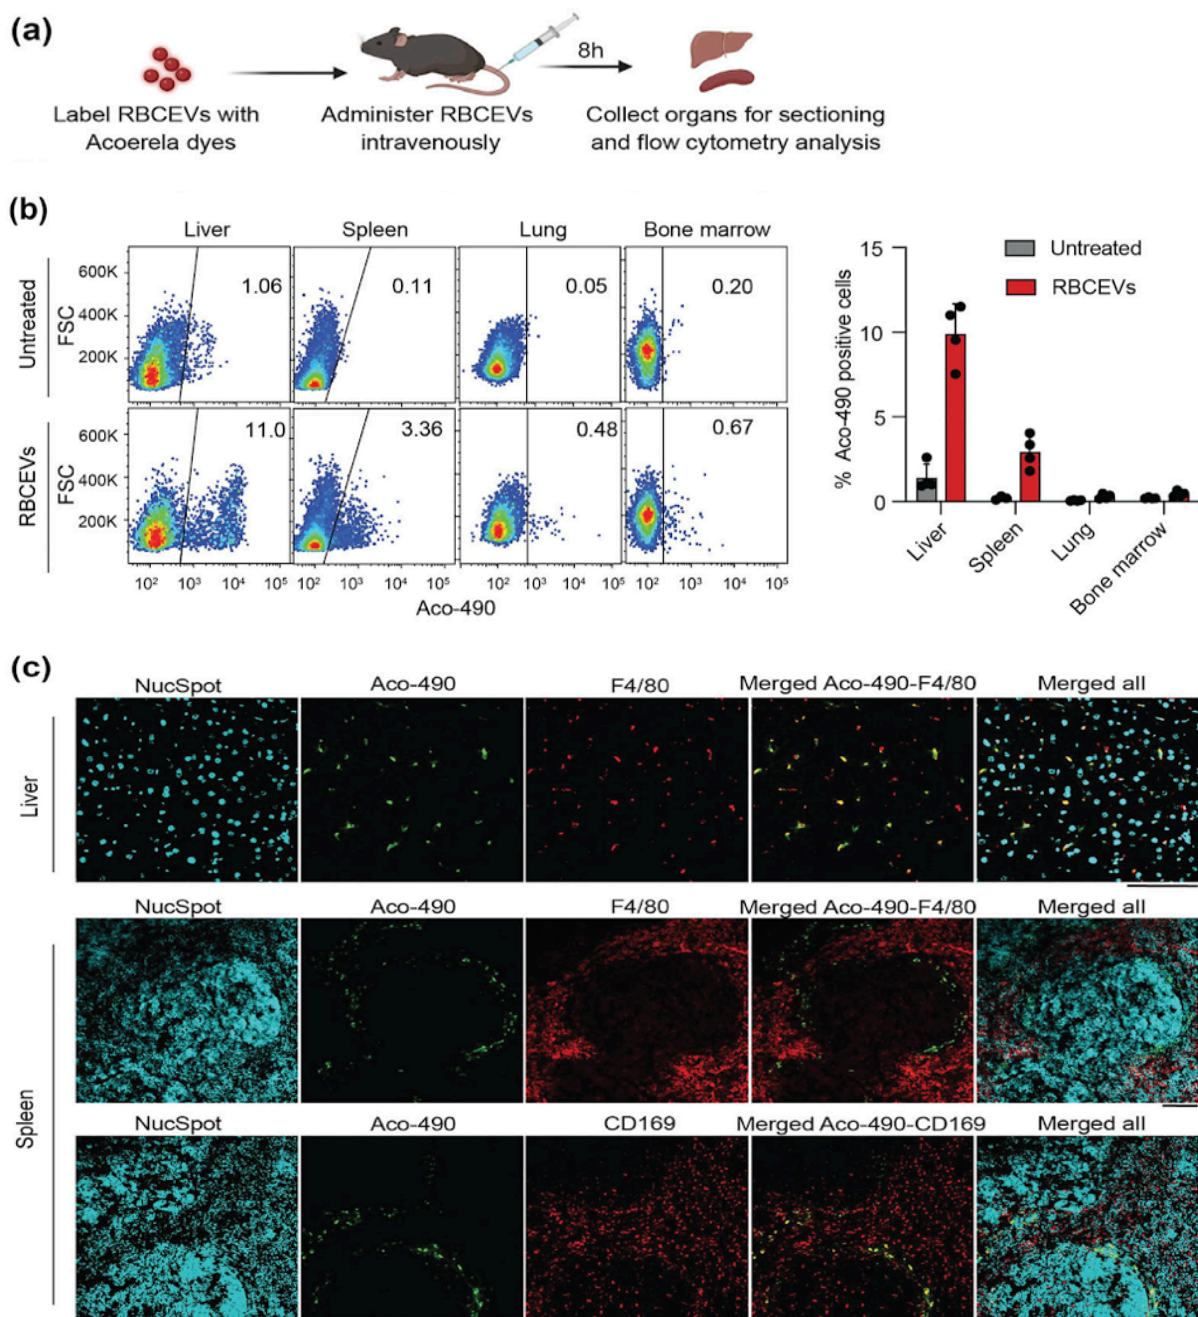 (a)
8h
Label RBCEVs with
Acoerela dyes
Administer RBCEVs
intravenously
Collect organs for sectioning
and flow cytometry analysis
(b)
Liver
Spleen
Lung
Bone marrow
Untreated
FSC
600K
400K
200K
1.06
0.11
0.05
0.20
RBCEVs
FSC
600K
400K
200K
11.0
3.36
0.48
0.67
10² 10³ 10⁴ 10⁵
10² 10³ 10⁴ 10⁵
10² 10³ 10⁴ 10⁵
10² 10³ 10⁴ 10⁵
Aco-490
% Aco-490 positive cells
15
10
5
0
Untreated
RBCEVs
Liver
Spleen
Lung
Bone marrow
(c)
Liver
NucSpot
Aco-490
F4/80
Merged Aco-490-F4/80
Merged all
Spleen
NucSpot
Aco-490
F4/80
Merged Aco-490-F4/80
Merged all
NucSpot
Aco-490
CD169
Merged Aco-490-CD169
Merged all